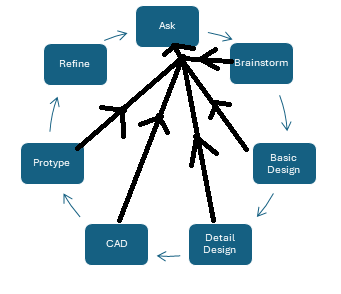 Ask
Brainstorm
Basic
Design
Detail
Design
CAD
Protype
Refine